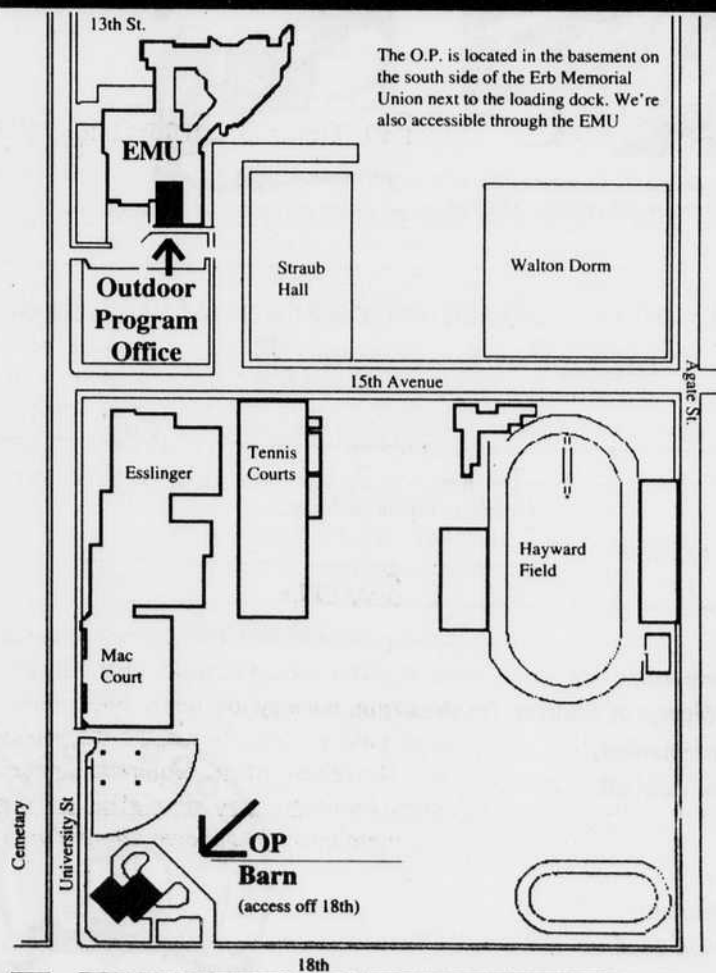 13th St.
The O.P. is located in the basement on
the south side of the Erb Memorial
Union next to the loading dock. We're
also accessible through the EMU
EMU
Outdoor
Program
Office
Straub
Hall
Walton Dorm
15th Avenue
Agate St.
Esslinger
Tennis
Courts
Hayward
Field
Mac
Court
Cemetary
University St
OP
Barn
(access off 18th)
18th